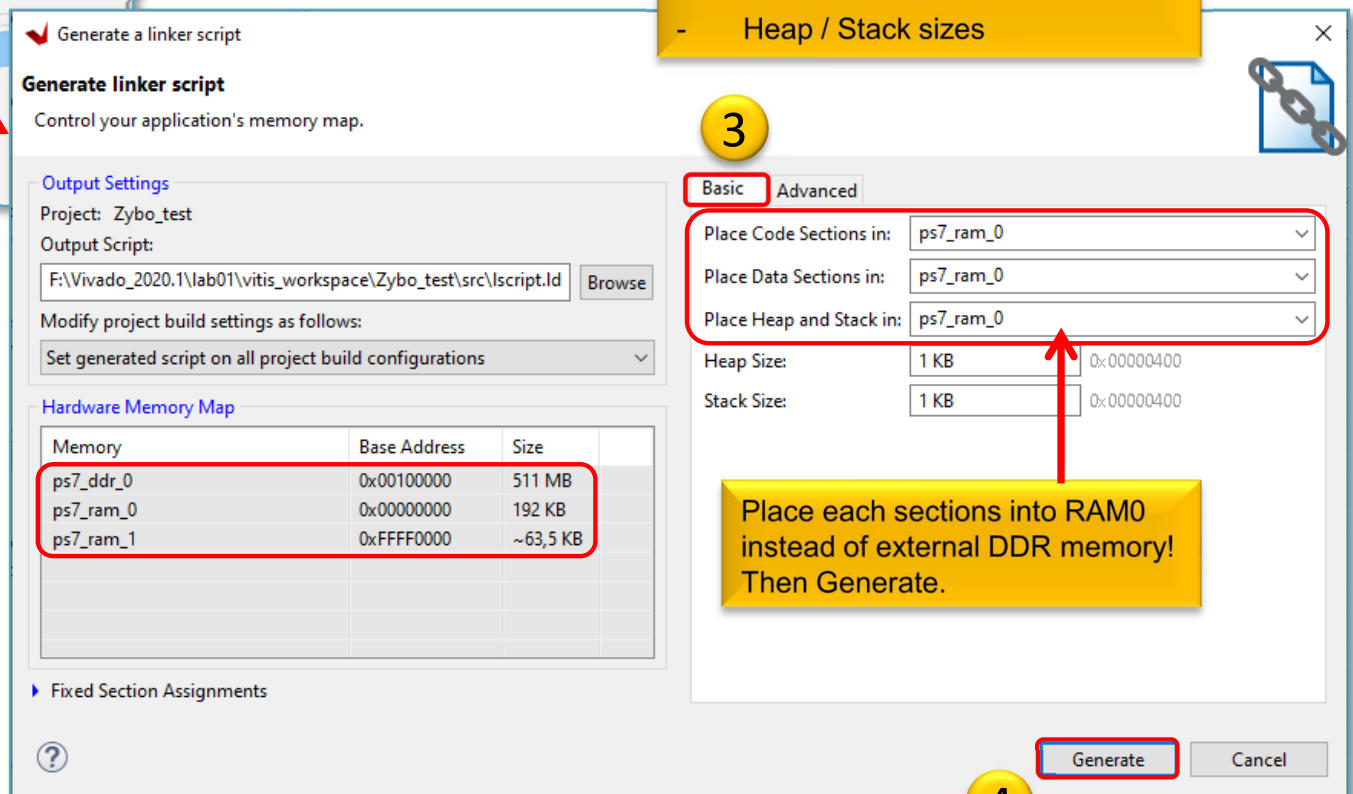 - Heap / Stack sizes
Generate a linker script
Generate linker script
Control your application's memory map.
3
Output Settings
Project: Zybo_test
Output Script:
F:\Vivado_2020.1\lab01\vitis_workspace\Zybo_test\src\lscript.ld
Browse
Modify project build settings as follows:
Set generated script on all project build configurations
Hardware Memory Map
Memory Base Address Size
ps7_ddr_0 0x00100000 511 MB
ps7_ram_0 0x00000000 192 KB
ps7_ram_1 0xFFFF0000 ~63,5 KB
Fixed Section Assignments
Basic Advanced
Place Code Sections in: ps7_ram_0
Place Data Sections in: ps7_ram_0
Place Heap and Stack in: ps7_ram_0
Heap Size: 1 KB 0x00000400
Stack Size: 1 KB 0x00000400
Place each sections into RAM0
instead of external DDR memory!
Then Generate.
?
Generate Cancel
4